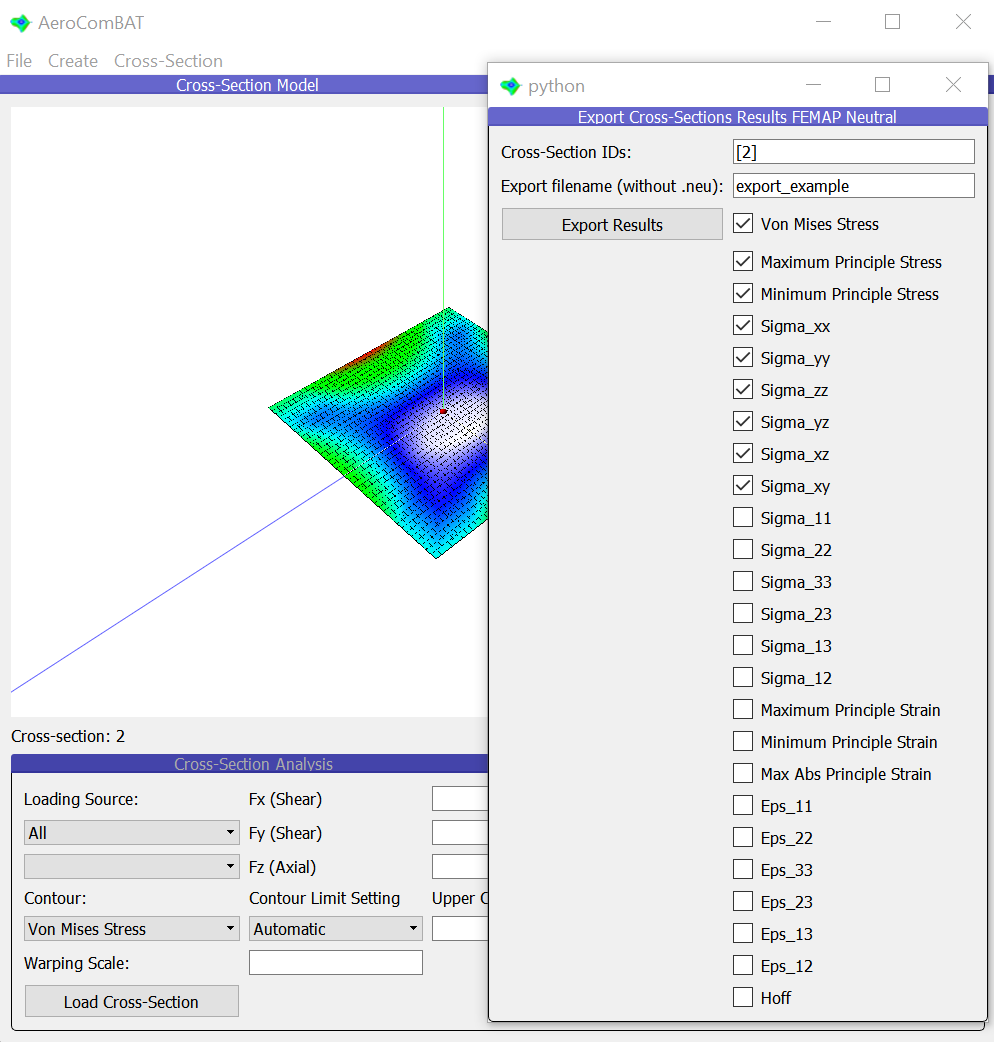 AeroComBAT
File Create Cross-Section
Cross-Section Model
python
Export Cross-Sections Results FEMAP Neutral
Cross-Section IDs: [2]
Export filename (without .neu): export_example
Export Results
Von Mises Stress
Maximum Principle Stress
Minimum Principle Stress
Sigma_xx
Sigma_yy
Sigma_zz
Sigma_yz
Sigma_xz
Sigma_xy
Sigma_11
Sigma_22
Sigma_33
Sigma_23
Sigma_13
Sigma_12
Maximum Principle Strain
Minimum Principle Strain
Max Abs Principle Strain
Eps_11
Eps_22
Eps_33
Eps_23
Eps_13
Eps_12
Hoff
Cross-section: 2
Cross-Section Analysis
Loading Source: Fx (Shear)
All Fy (Shear)
Fz (Axial)
Contour: Contour Limit Setting Upper C
Von Mises Stress Automatic
Warping Scale:
Load Cross-Section